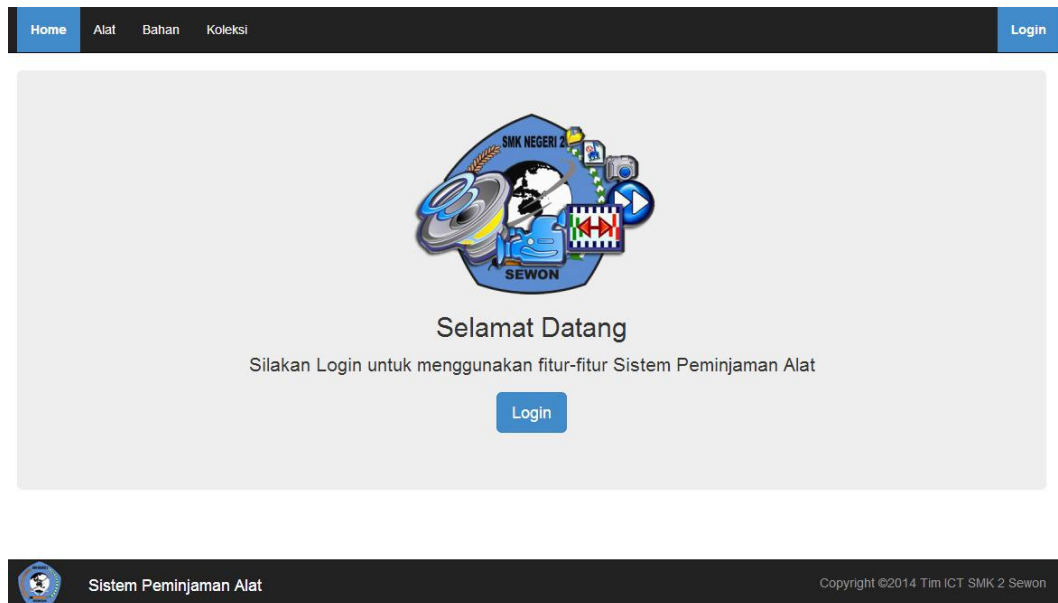 Home Alat Bahan Koleksi Login
SMK NEGERI 2
SEWON
Selamat Datang
Silakan Login untuk menggunakan fitur-fitur Sistem Peminjaman Alat
Login
Sistem Peminjaman Alat
Copyright ©2014 Tim ICT SMK 2 Sewon